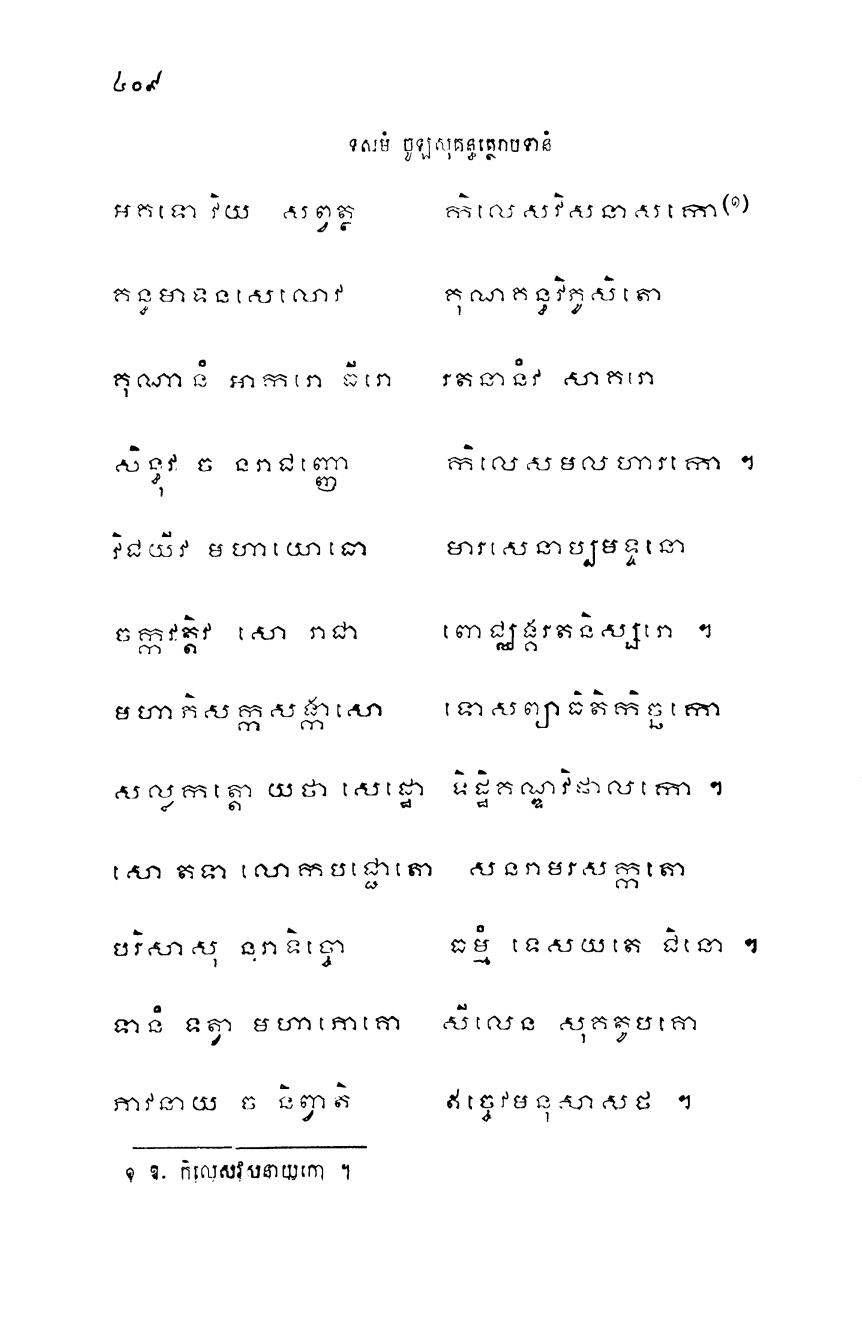 ៤០៩
ទសមំ ចូឡសុគន្ធត្ថេរាបទានំ
អគទោ វិយ សព្វត្ថ កិលេសវិសនាសកោ(១)
គន្ធមាទនសេលោវ គុណគន្ធវិភូសិតោ
គុណានំ អាករោ ធីរោ រតនានំវ សាគរោ
សិន្ធុវ ច នរាជញ្ញោ កិលេសមលហារកោ ។
វិជយីវ មហាយោធោ មារសេនាប្បមទ្ទនោ
ចក្កវត្តិវ សោ រាជា ពោជ្ឈង្គរតនិស្សរោ ។
មហាភិសក្កសង្កាសោ ទោសព្យាធិតិកិច្ឆកោ
សល្លកត្តោ យថា សេដ្ឋោ ទិដ្ឋិគណ្ឌវិផាលកោ ។
សោ តទា លោកបជ្ជោតោ សនរាមរសក្កតោ
បរិសាសុ នរាទិច្ចោ ធម្មំ ទេសយតេ ជិនោ ។
ទានំ ទត្វា មហាភោគោ សីលេន សុគតូបគោ
ភាវនាយ ច និព្វាតិ ឥច្ចេវមនុសាសថ ។
១ ឱ. កិលេសវិសនាយកោ ។